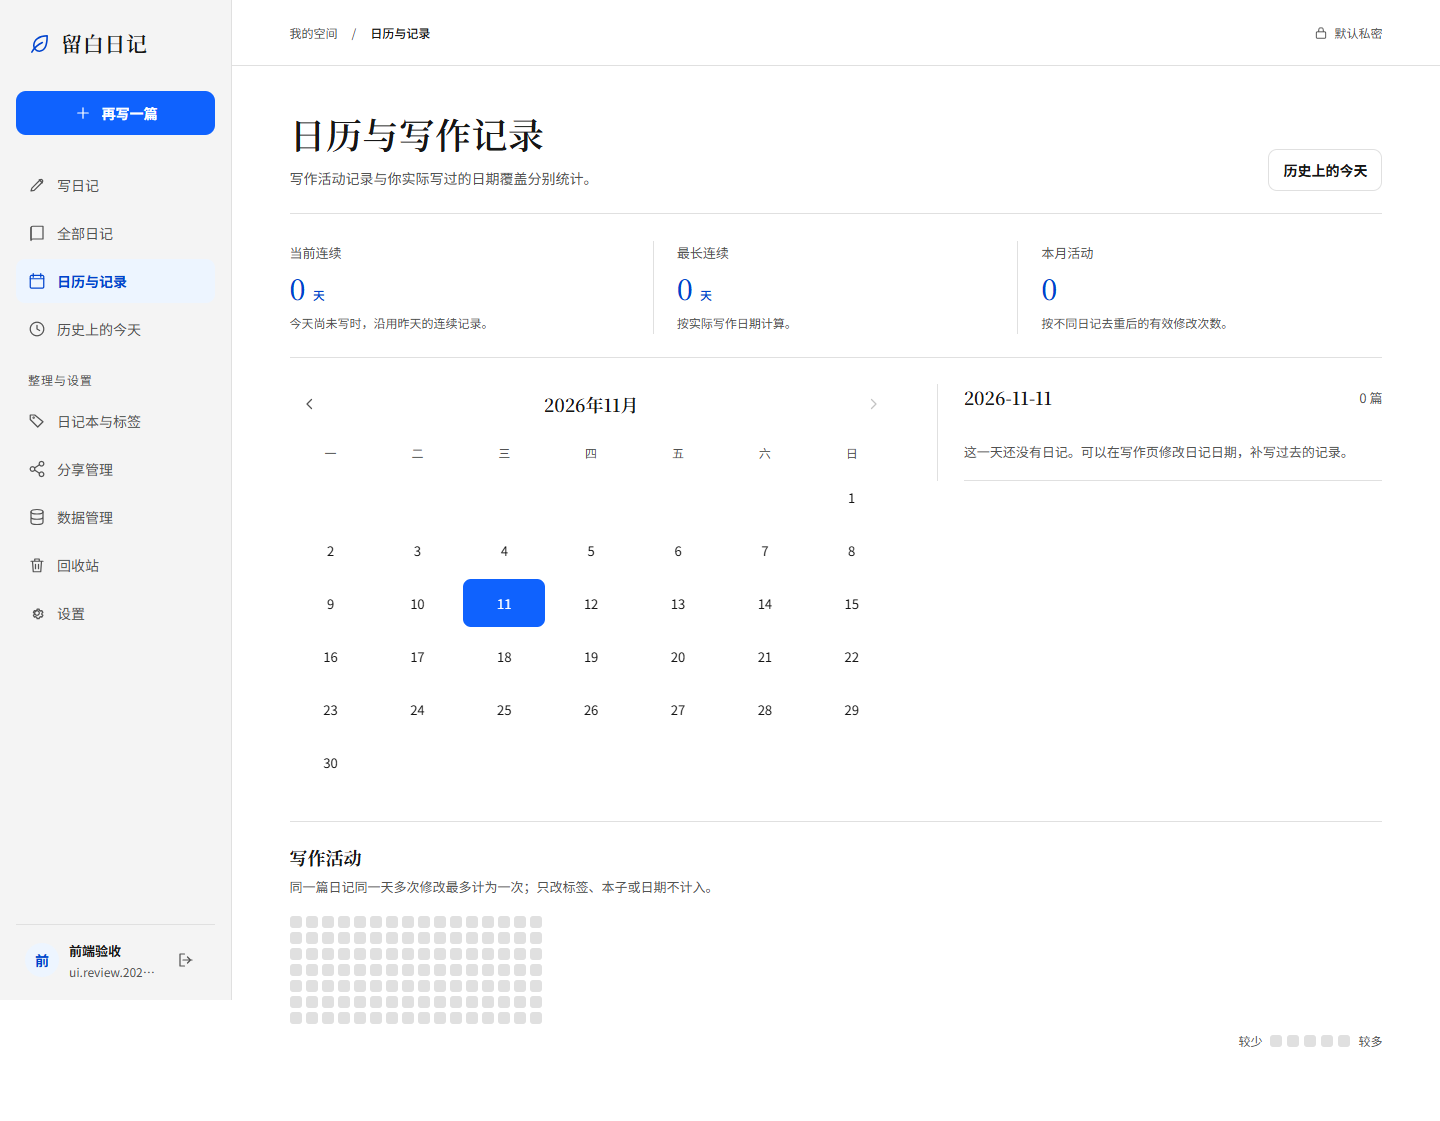 留白日记
再写一篇
写日记
全部日记
日历与记录
历史上的今天
整理与设置
日记本与标签
分享管理
数据管理
回收站
设置
前
前端验收
ui.review.202…
我的空间 / 日历与记录
默认私密
日历与写作记录
写作活动记录与你实际写过的日期覆盖分别统计。
历史上的今天
当前连续
0 天
今天尚未写时，沿用昨天的连续记录。
最长连续
0 天
按实际写作日期计算。
本月活动
0
按不同日记去重后的有效修改次数。
2026年11月
一 二 三 四 五 六 日
1
2 3 4 5 6 7 8
9 10 11 12 13 14 15
16 17 18 19 20 21 22
23 24 25 26 27 28 29
30
2026-11-11
0 篇
这一天还没有日记。可以在写作页修改日记日期，补写过去的记录。
写作活动
同一篇日记同一天多次修改最多计为一次；只改标签、本子或日期不计入。
较少 较多